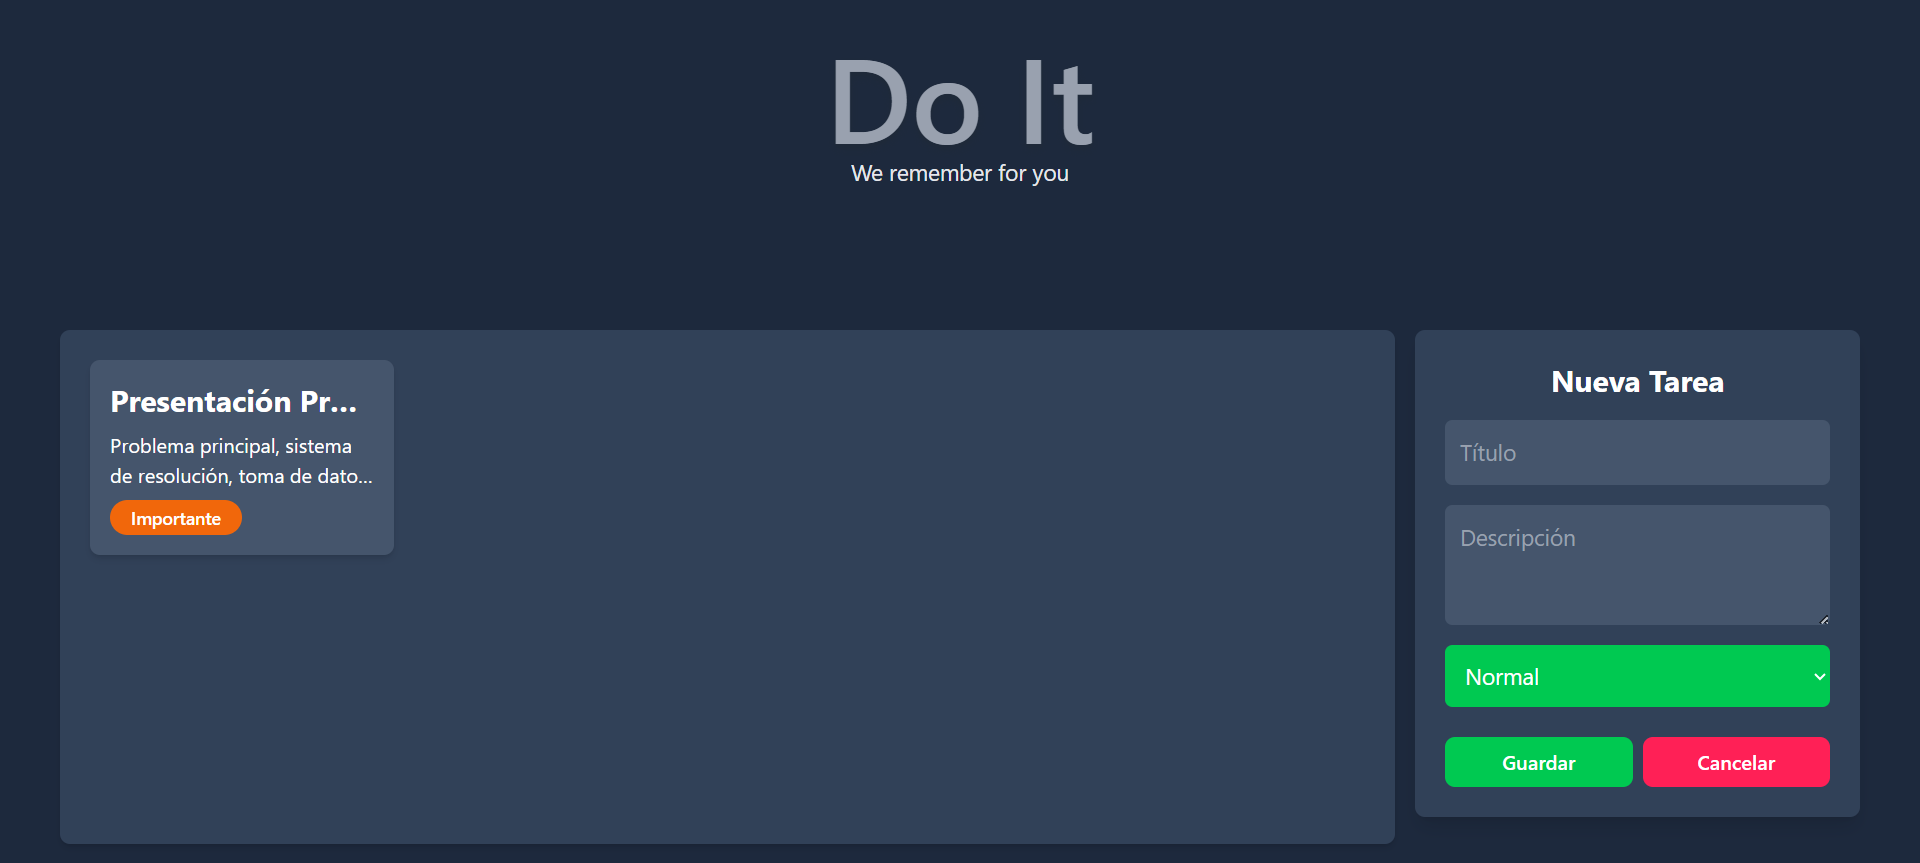 Do It
We remember for you
Presentación Pr...
Problema principal, sistema
de resolución, toma de dato...
Importante
Nueva Tarea
Título
Descripción
Normal
Guardar
Cancelar